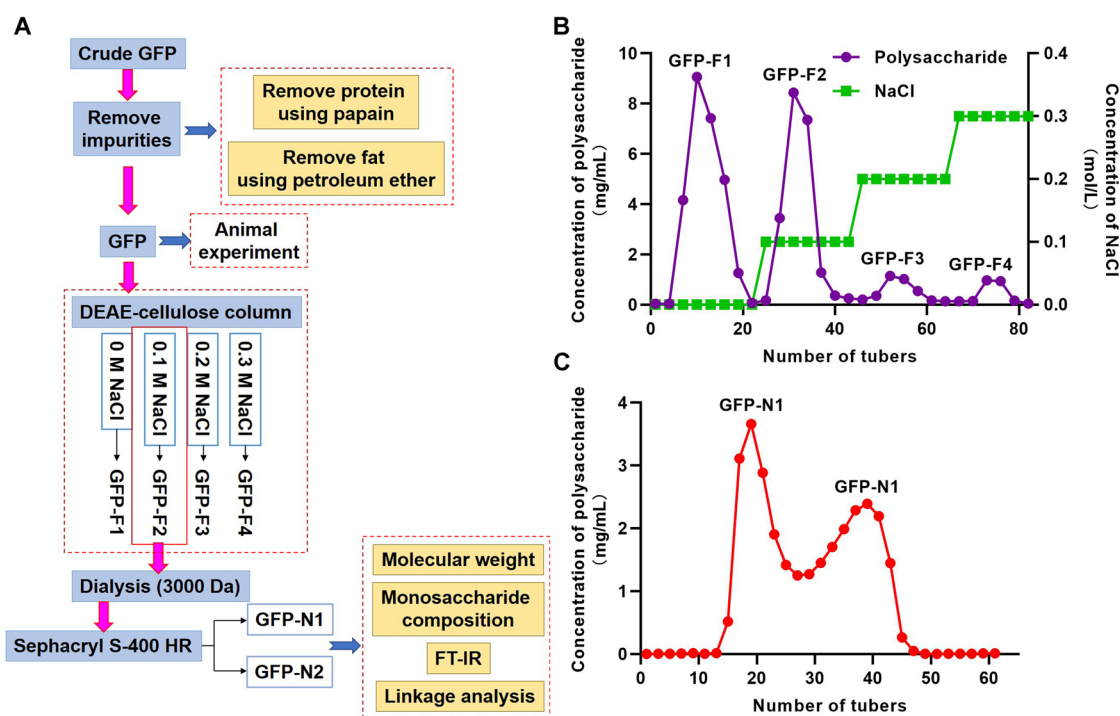 A
Crude GFP
Remove
impurities
Remove protein
using papain
Remove fat
using petroleum ether
GFP
Animal
experiment
DEAE-cellulose column
0 M NaCl
0.1 M NaCl
0.2 M NaCl
0.3 M NaCl
GFP-F1
GFP-F2
GFP-F3
GFP-F4
Dialysis (3000 Da)
Sephacryl S-400 HR
GFP-N1
GFP-N2
Molecular weight
Monosaccharide
composition
FT-IR
Linkage analysis
B
Concentration of polysaccharide
(mg/mL)
10
8
6
4
2
0
GFP-F1
GFP-F2
GFP-F3
GFP-F4
Polysaccharide
NaCl
0.4
0.3
0.2
0.1
0.0
Concentration of NaCl
(mol/L)
0
20
40
60
80
Number of tubers
C
Concentration of polysaccharide
(mg/mL)
4
3
2
1
0
GFP-N1
GFP-N1
0
10
20
30
40
50
60
Number of tubers